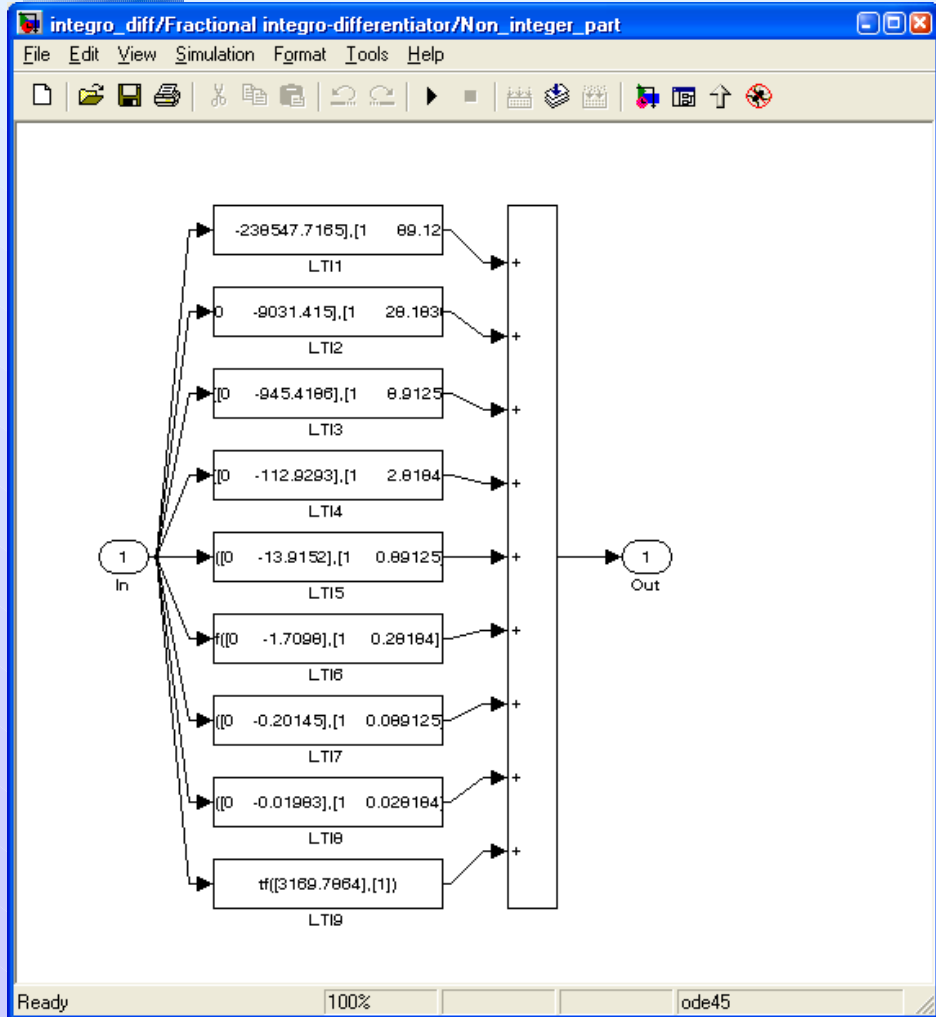 integro_diff/Fractional integro-differentiator/Non_integer_part
File Edit View Simulation Format Tools Help
-238547.7165],[1 89.12
LTI1
0 -9031.415],[1 28.183
LTI2
[[0 -945.4186],[1 8.9125
LTI3
[[0 -112.9293],[1 2.8184
LTI4
([0 -13.9152],[1 0.89125]
LTI5
1
In
1
Out
f([0 -1.7098],[1 0.28184]
LTI6
([0 -0.20145],[1 0.089125]
LTI7
([0 -0.01983],[1 0.028184]
LTI8
tf([3169.7864],[1])
LTI9
+
+
+
+
+
+
+
+
+
Ready 100% ode45